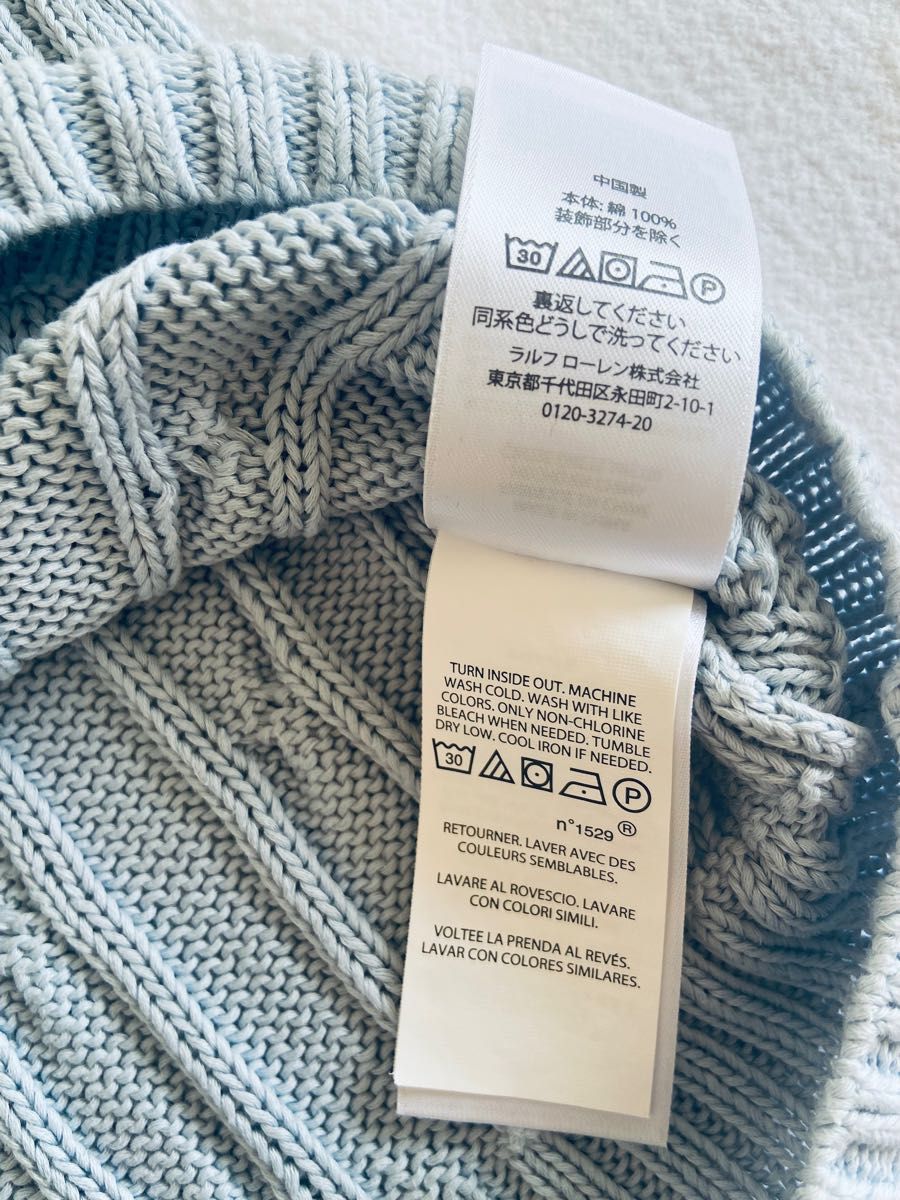 中国製
本体: 綿 100%
装飾部分を除く
30 P
裏返してください
同系色どうしで洗ってください
ラルフ ローレン株式会社
東京都千代田区永田町2-10-1
0120-3274-20
TURN INSIDE OUT. MACHINE
WASH COLD. WASH WITH LIKE
COLORS. ONLY NON-CHLORINE
BLEACH WHEN NEEDED. TUMBLE
DRY LOW. COOL IRON IF NEEDED.
30 P
n°1529 ®
RETOURNER. LAVER AVEC DES
COULEURS SEMBLABLES.
LAVARE AL ROVESCIO. LAVARE
CON COLORI SIMILI.
VOLTEE LA PRENDA AL REVÉS.
LAVAR CON COLORES SIMILARES.